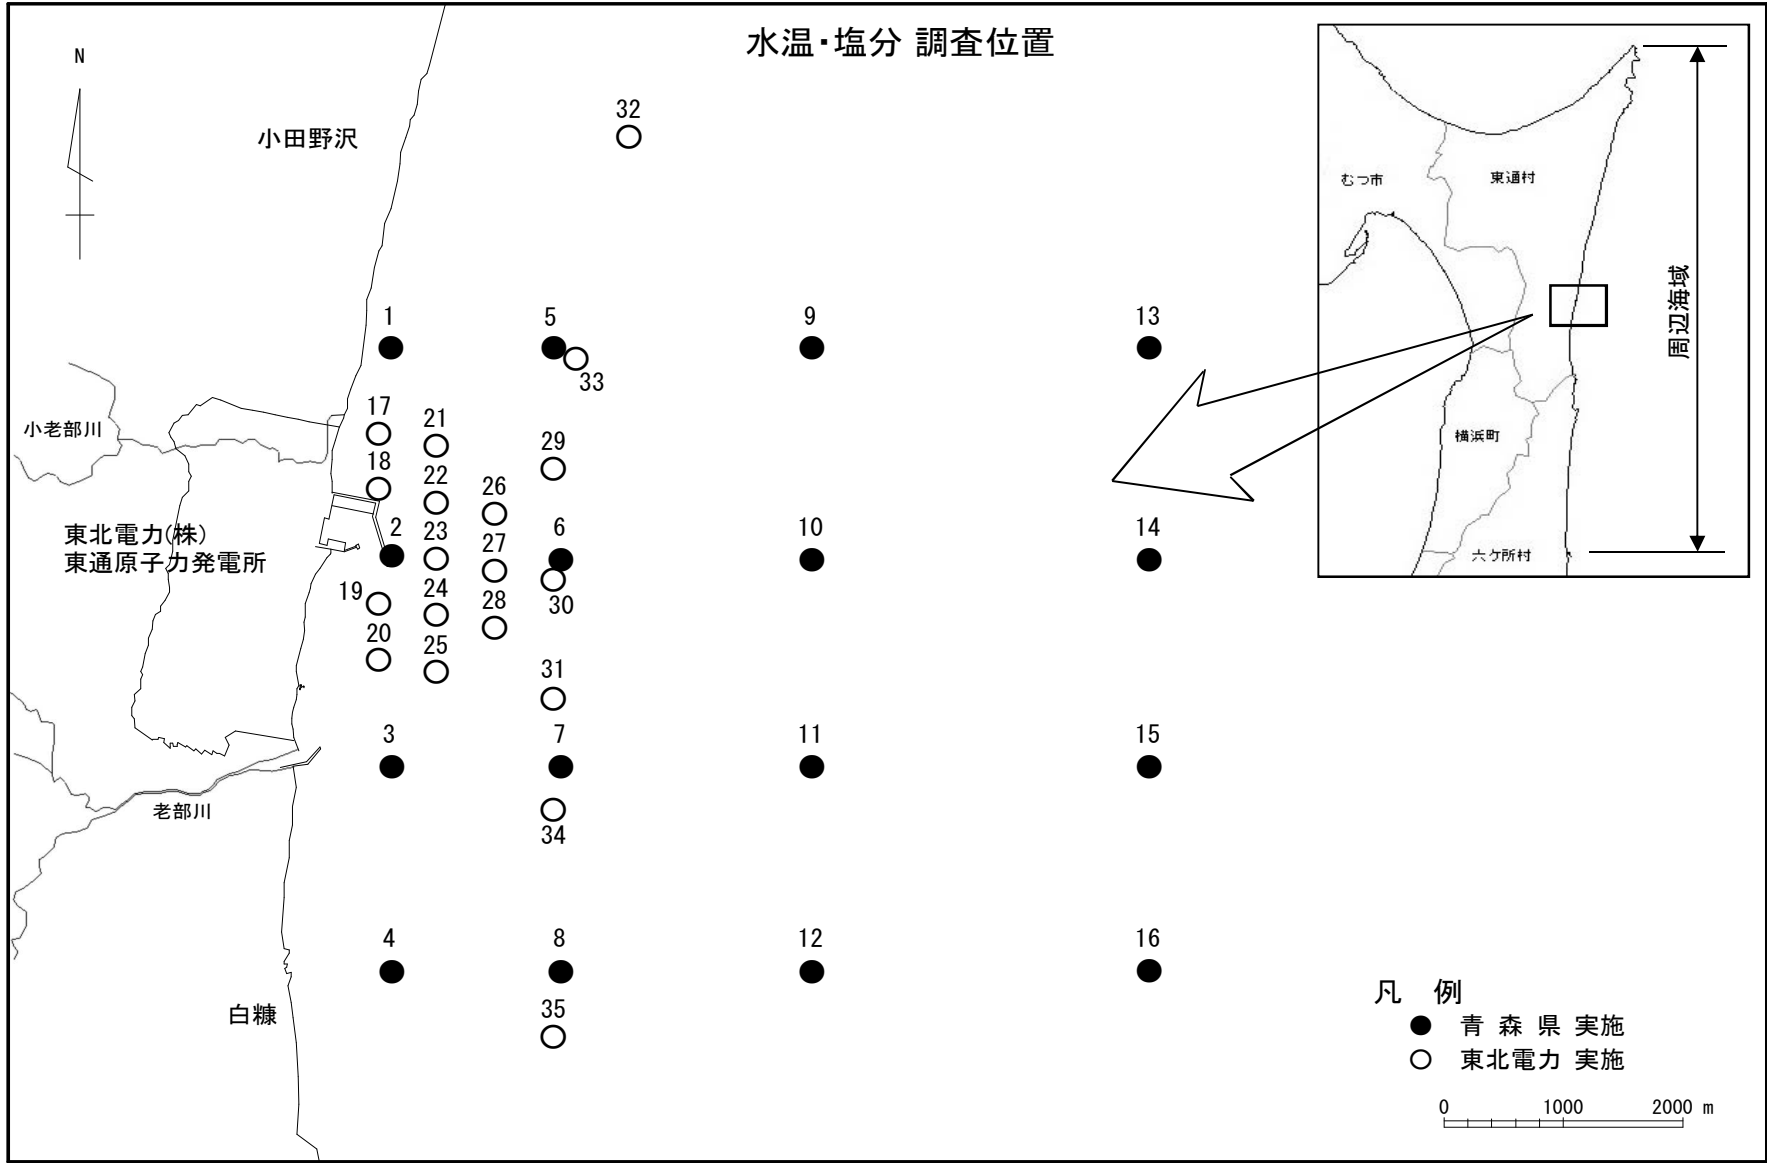 水温・塩分 調査位置
N
小田野沢
32
むつ市
東通村
周辺海域
横浜町
六ケ所村
1
5
9
13
33
17
21
小老部川
18
22
29
26
東北電力(株)
東通原子力発電所
2
23
27
6
10
14
19
24
28
30
20
25
31
3
7
11
15
老部川
34
4
8
12
16
白糠
35
凡 例
● 青 森 県 実施
○ 東北電力 実施
0 1000 2000 m